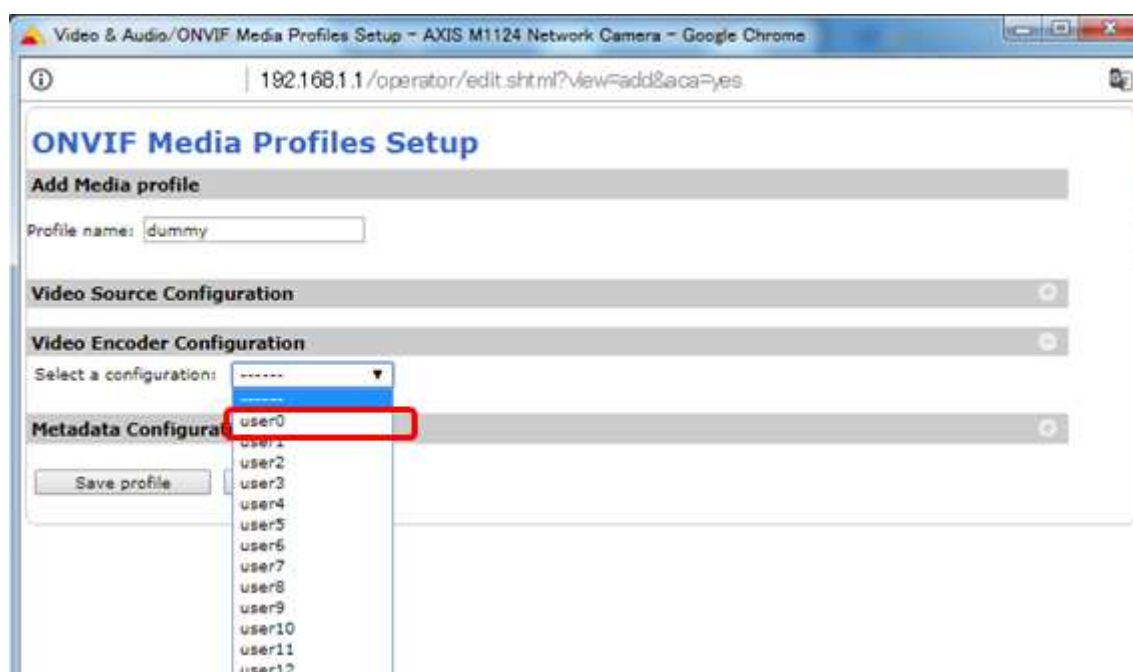 Video & Audio/ONVIF Media Profiles Setup - AXIS M1124 Network Camera - Google Chrome
192.168.1.1/operator/edit.shtml?view=add&aca=yes
ONVIF Media Profiles Setup
Add Media profile
Profile name: dummy
Video Source Configuration
Video Encoder Configuration
Select a configuration: ------
------
user0
Metadata
user1
user2
Save profile
user3
user4
user5
user6
user7
user8
user9
user10
user11
user12